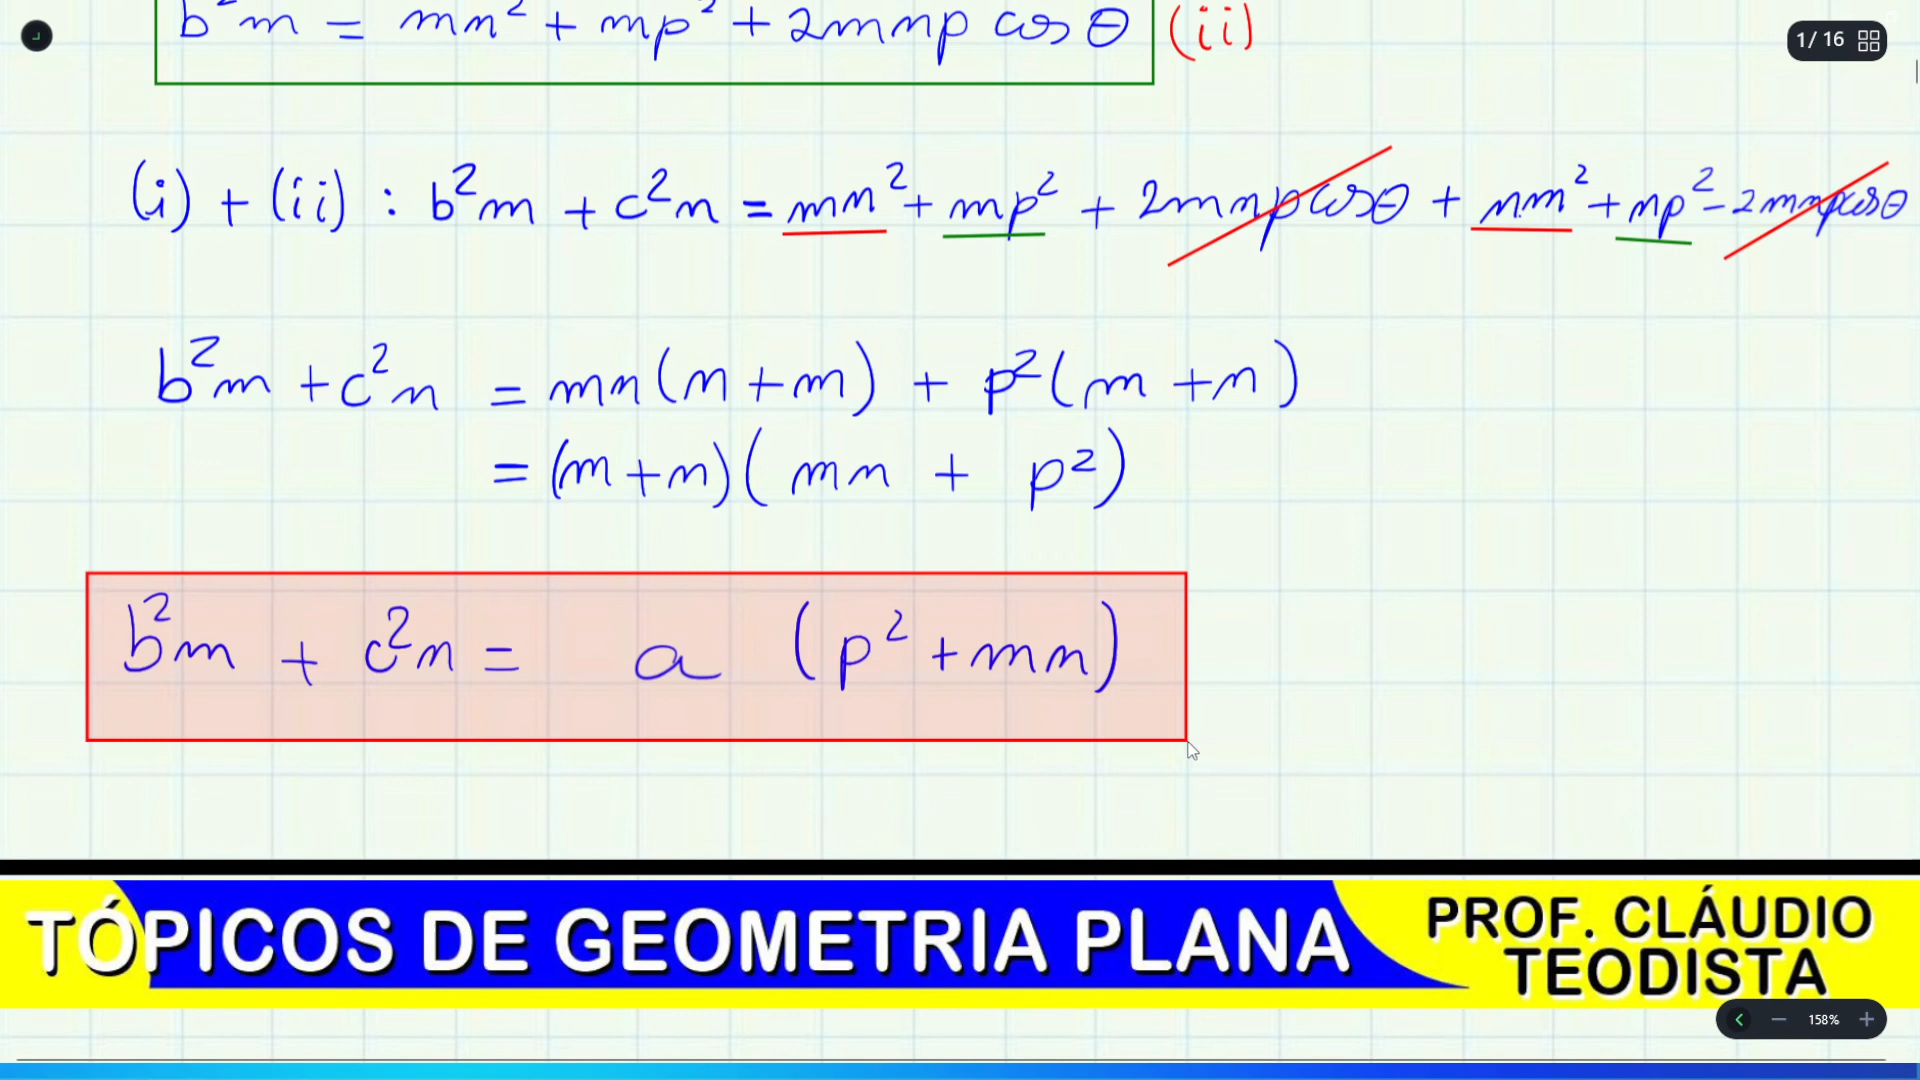 b²m = mn² + mp² + 2mnp cos θ (ii)
1/ 16
(i) + (ii) : b²m + c²n = mn² + mp² + 2mnp cos θ + nm² + np² - 2mnp cos θ
b²m + c²n = mn(n + m) + p²(m + n)
= (m + n)( mn + p²)
b²m + c²n = a (p² + mn)
TÓPICOS DE GEOMETRIA PLANA
PROF. CLÁUDIO
TEODISTA
158%